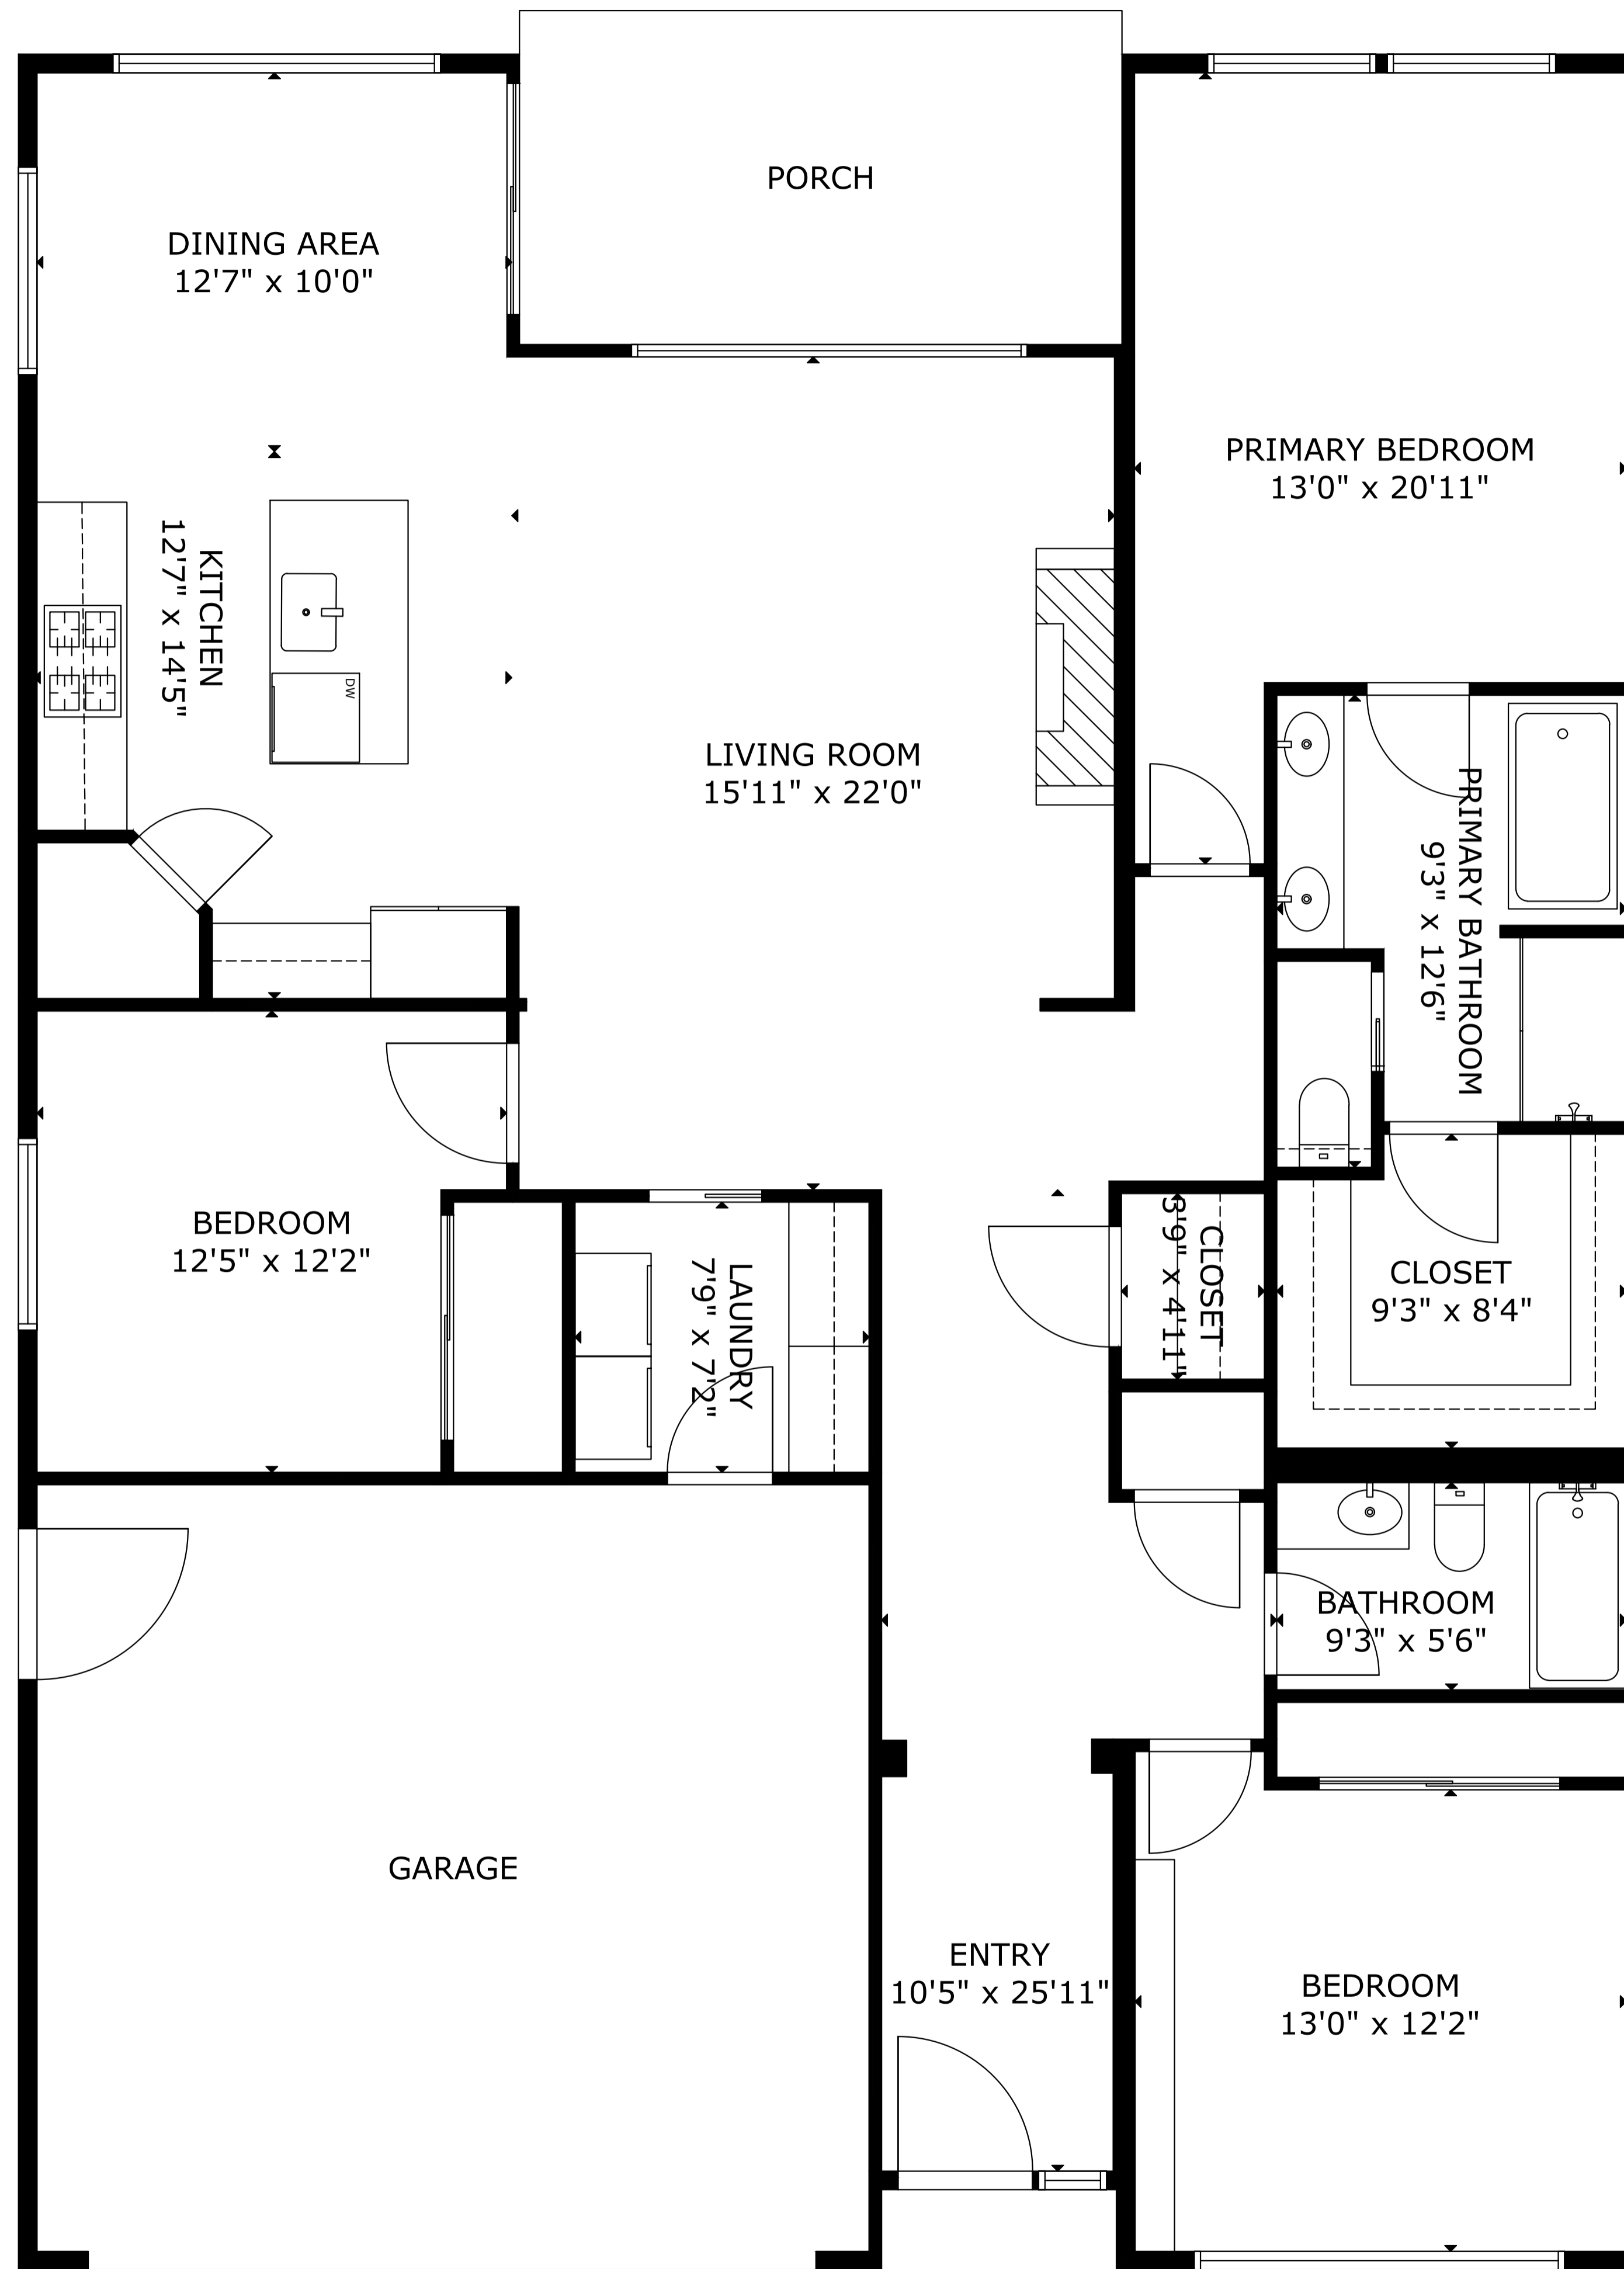 PORCH
DINING AREA
12'7" x 10'0"
PRIMARY BEDROOM
13'0" x 20'11"
KITCHEN
12'7" x 14'5"
DW
LIVING ROOM
15'11" x 22'0"
PRIMARY BATHROOM
9'3" x 12'6"
BEDROOM
12'5" x 12'2"
LAUNDRY
7'9" x 7'2"
CLOSET
3'9" x 4'11"
CLOSET
9'3" x 8'4"
BATHROOM
9'3" x 5'6"
GARAGE
ENTRY
10'5" x 25'11"
BEDROOM
13'0" x 12'2"